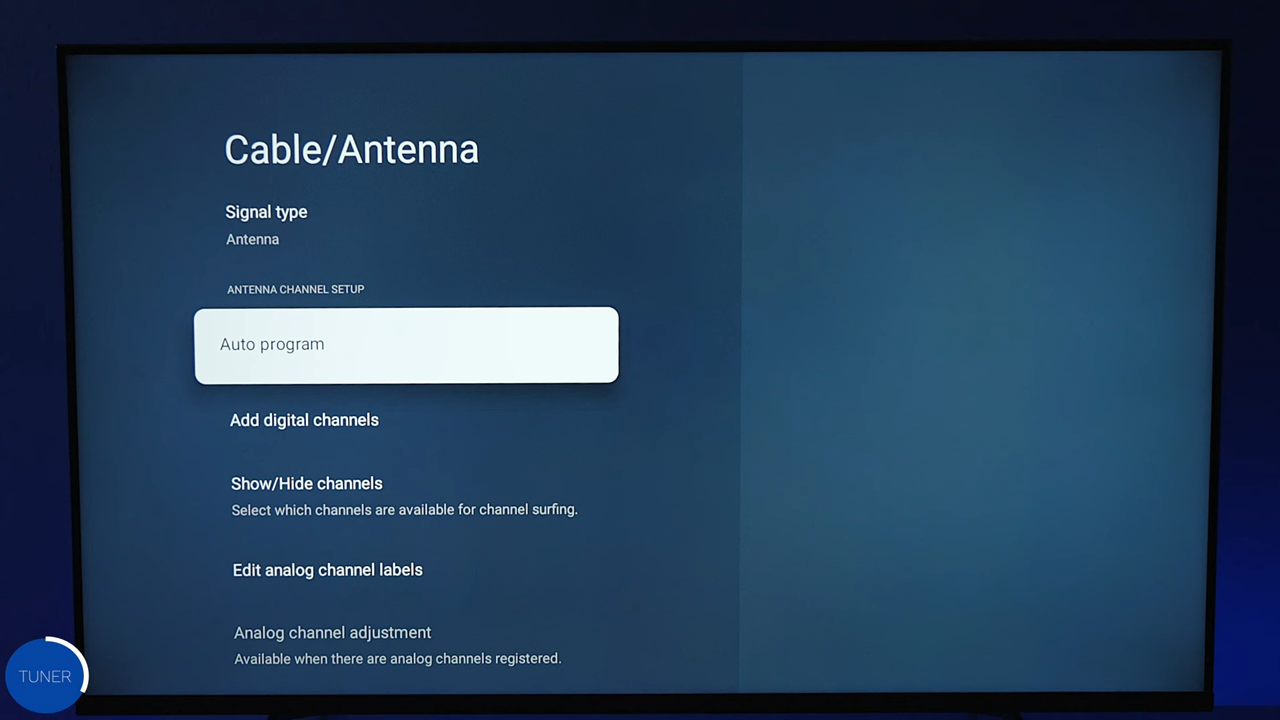 Cable/Antenna
Signal type
Antenna
ANTENNA CHANNEL SETUP
Auto program
Add digital channels
Show/Hide channels
Select which channels are available for channel surfing.
Edit analog channel labels
Analog channel adjustment
Available when there are analog channels registered.
TUNER